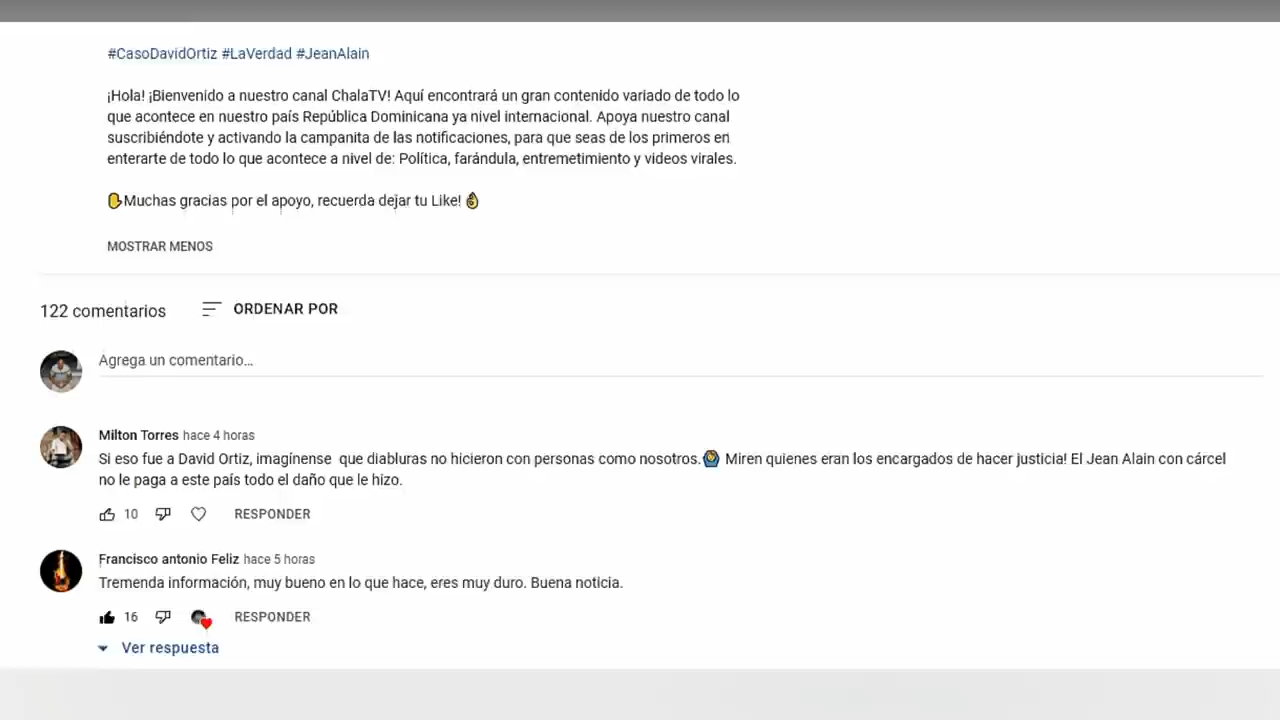 #CasoDavidOrtiz #LaVerdad #JeanAlain
¡Hola! ¡Bienvenido a nuestro canal ChalaTV! Aquí encontrará un gran contenido variado de todo lo
que acontece en nuestro país República Dominicana ya nivel internacional. Apoya nuestro canal
suscribiéndote y activando la campanita de las notificaciones, para que seas de los primeros en
enterarte de todo lo que acontece a nivel de: Política, farándula, entremetimiento y videos virales.
Muchas gracias por el apoyo, recuerda dejar tu Like!
MOSTRAR MENOS
122 comentarios ORDENAR POR
Agrega un comentario...
Milton Torres hace 4 horas
Si eso fue a David Ortiz, imagínense que diabluras no hicieron con personas como nosotros. Miren quienes eran los encargados de hacer justicia! El Jean Alain con cárcel
no le paga a este país todo el daño que le hizo.
10 RESPONDER
Francisco antonio Feliz hace 5 horas
Tremenda información, muy bueno en lo que hace, eres muy duro. Buena noticia.
16 RESPONDER
Ver respuesta